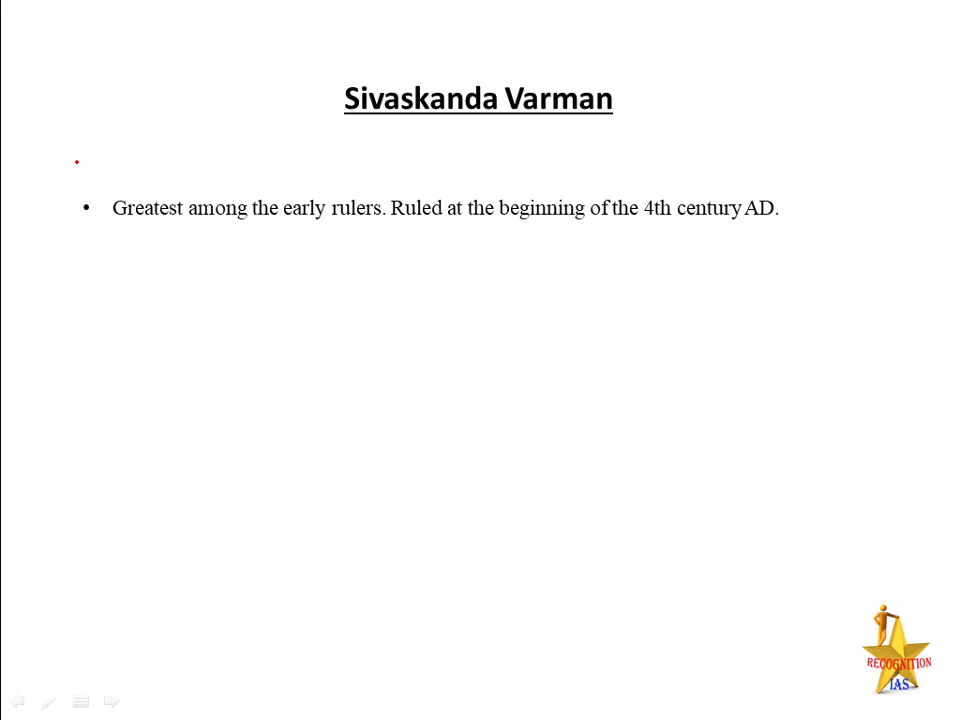 Sivaskanda Varman
• Greatest among the early rulers. Ruled at the beginning of the 4th century AD.
RECOGNITION
IAS